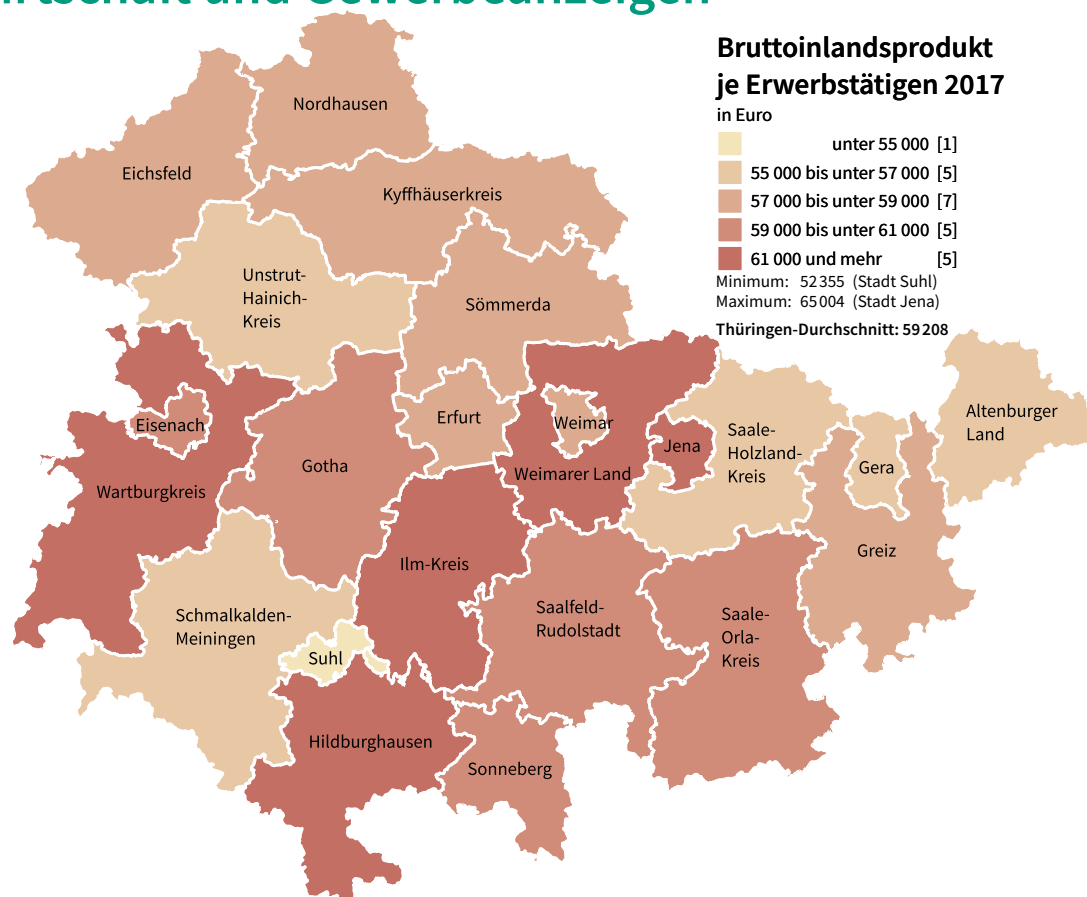 Bruttoinlandsprodukt
je Erwerbstätigen 2017
in Euro
unter 55 000 [1]
55 000 bis unter 57 000 [5]
57 000 bis unter 59 000 [7]
59 000 bis unter 61 000 [5]
61 000 und mehr [5]
Minimum: 52 355 (Stadt Suhl)
Maximum: 65 004 (Stadt Jena)
Thüringen-Durchschnitt: 59 208
Nordhausen
Eichsfeld
Kyffhäuserkreis
Unstrut-
Hainich-
Kreis
Sömmerda
Eisenach
Erfurt
Weimar
Altenburger
Land
Saale-
Holzland-
Kreis
Jena
Gera
Gotha
Weimarer Land
Wartburgkreis
Greiz
Ilm-Kreis
Saalfeld-
Rudolstadt
Saale-
Orla-
Kreis
Schmalkalden-
Meiningen
Suhl
Hildburghausen
Sonneberg